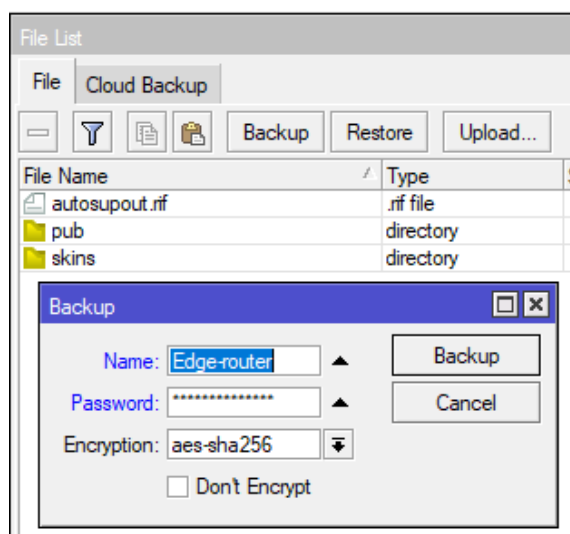 File List
File Cloud Backup
Backup Restore Upload...
File Name Type
autosupout.rif .rif file
pub directory
skins directory
Backup
Name: Edge-router Backup
Password: ************** Cancel
Encryption: aes-sha256
Don't Encrypt